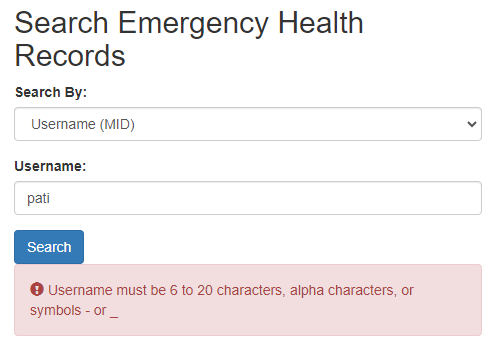 Search Emergency Health
Records
Search By:
Username (MID)
Username:
pati
Search
Username must be 6 to 20 characters, alpha characters, or
symbols - or _